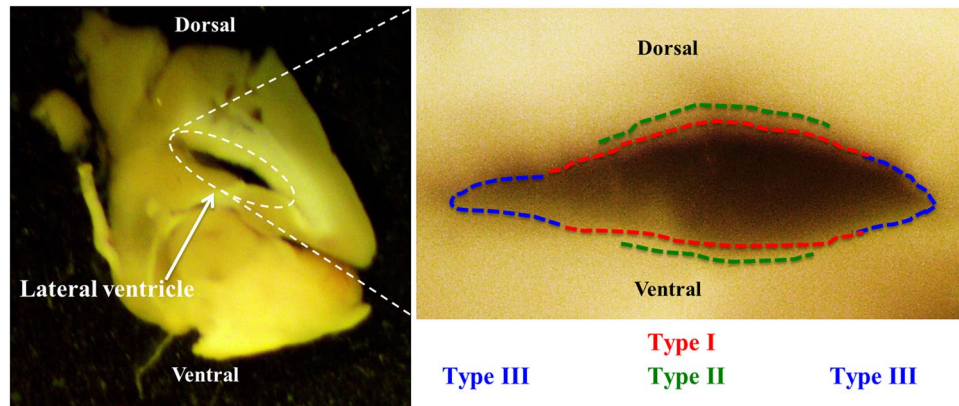 Dorsal
Lateral ventricle
Ventral
Dorsal
Ventral
Type I
Type III Type II Type III